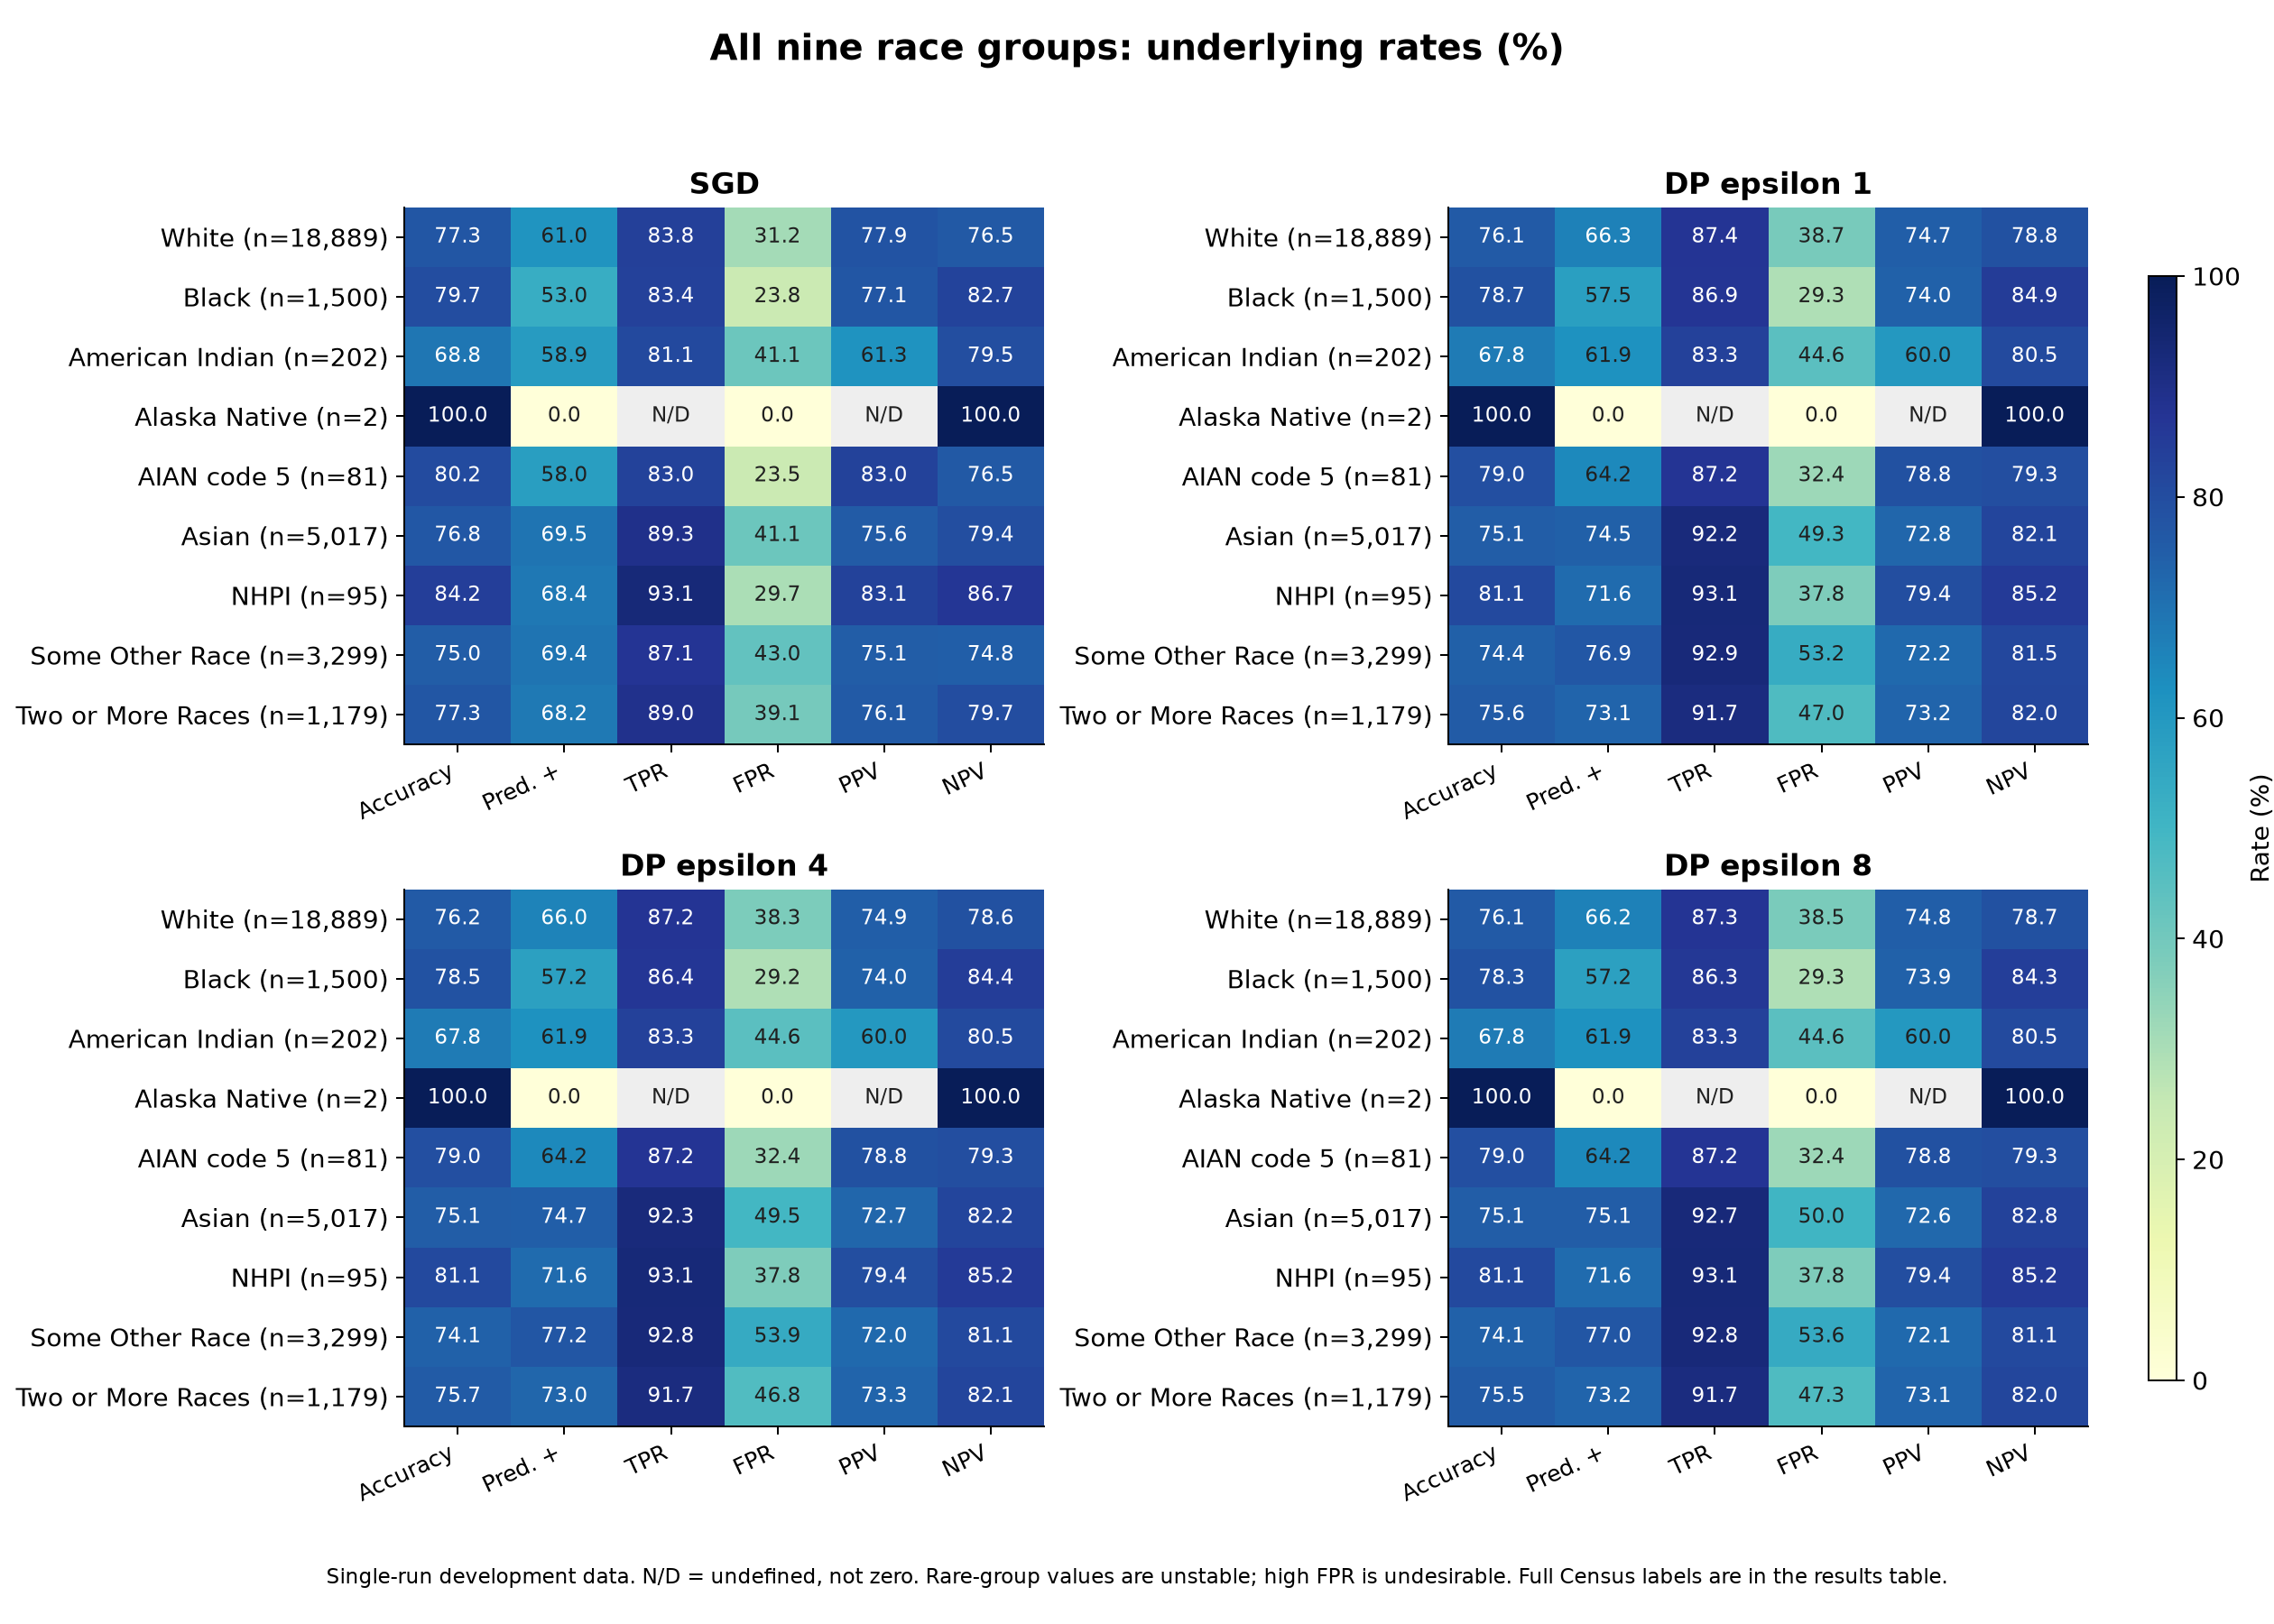 All nine race groups: underlying rates (%)
SGD
White (n=18,889) 77.3 61.0 83.8 31.2 77.9 76.5
Black (n=1,500) 79.7 53.0 83.4 23.8 77.1 82.7
American Indian (n=202) 68.8 58.9 81.1 41.1 61.3 79.5
Alaska Native (n=2) 100.0 0.0 N/D 0.0 N/D 100.0
AIAN code 5 (n=81) 80.2 58.0 83.0 23.5 83.0 76.5
Asian (n=5,017) 76.8 69.5 89.3 41.1 75.6 79.4
NHPI (n=95) 84.2 68.4 93.1 29.7 83.1 86.7
Some Other Race (n=3,299) 75.0 69.4 87.1 43.0 75.1 74.8
Two or More Races (n=1,179) 77.3 68.2 89.0 39.1 76.1 79.7
Accuracy Pred. + TPR FPR PPV NPV
DP epsilon 1
White (n=18,889) 76.1 66.3 87.4 38.7 74.7 78.8
Black (n=1,500) 78.7 57.5 86.9 29.3 74.0 84.9
American Indian (n=202) 67.8 61.9 83.3 44.6 60.0 80.5
Alaska Native (n=2) 100.0 0.0 N/D 0.0 N/D 100.0
AIAN code 5 (n=81) 79.0 64.2 87.2 32.4 78.8 79.3
Asian (n=5,017) 75.1 74.5 92.2 49.3 72.8 82.1
NHPI (n=95) 81.1 71.6 93.1 37.8 79.4 85.2
Some Other Race (n=3,299) 74.4 76.9 92.9 53.2 72.2 81.5
Two or More Races (n=1,179) 75.6 73.1 91.7 47.0 73.2 82.0
Accuracy Pred. + TPR FPR PPV NPV
DP epsilon 4
White (n=18,889) 76.2 66.0 87.2 38.3 74.9 78.6
Black (n=1,500) 78.5 57.2 86.4 29.2 74.0 84.4
American Indian (n=202) 67.8 61.9 83.3 44.6 60.0 80.5
Alaska Native (n=2) 100.0 0.0 N/D 0.0 N/D 100.0
AIAN code 5 (n=81) 79.0 64.2 87.2 32.4 78.8 79.3
Asian (n=5,017) 75.1 74.7 92.3 49.5 72.7 82.2
NHPI (n=95) 81.1 71.6 93.1 37.8 79.4 85.2
Some Other Race (n=3,299) 74.1 77.2 92.8 53.9 72.0 81.1
Two or More Races (n=1,179) 75.7 73.0 91.7 46.8 73.3 82.1
Accuracy Pred. + TPR FPR PPV NPV
DP epsilon 8
White (n=18,889) 76.1 66.2 87.3 38.5 74.8 78.7
Black (n=1,500) 78.3 57.2 86.3 29.3 73.9 84.3
American Indian (n=202) 67.8 61.9 83.3 44.6 60.0 80.5
Alaska Native (n=2) 100.0 0.0 N/D 0.0 N/D 100.0
AIAN code 5 (n=81) 79.0 64.2 87.2 32.4 78.8 79.3
Asian (n=5,017) 75.1 75.1 92.7 50.0 72.6 82.8
NHPI (n=95) 81.1 71.6 93.1 37.8 79.4 85.2
Some Other Race (n=3,299) 74.1 77.0 92.8 53.6 72.1 81.1
Two or More Races (n=1,179) 75.5 73.2 91.7 47.3 73.1 82.0
Accuracy Pred. + TPR FPR PPV NPV
100
80
60
40
20
0
Rate (%)
Single-run development data. N/D = undefined, not zero. Rare-group values are unstable; high FPR is undesirable. Full Census labels are in the results table.